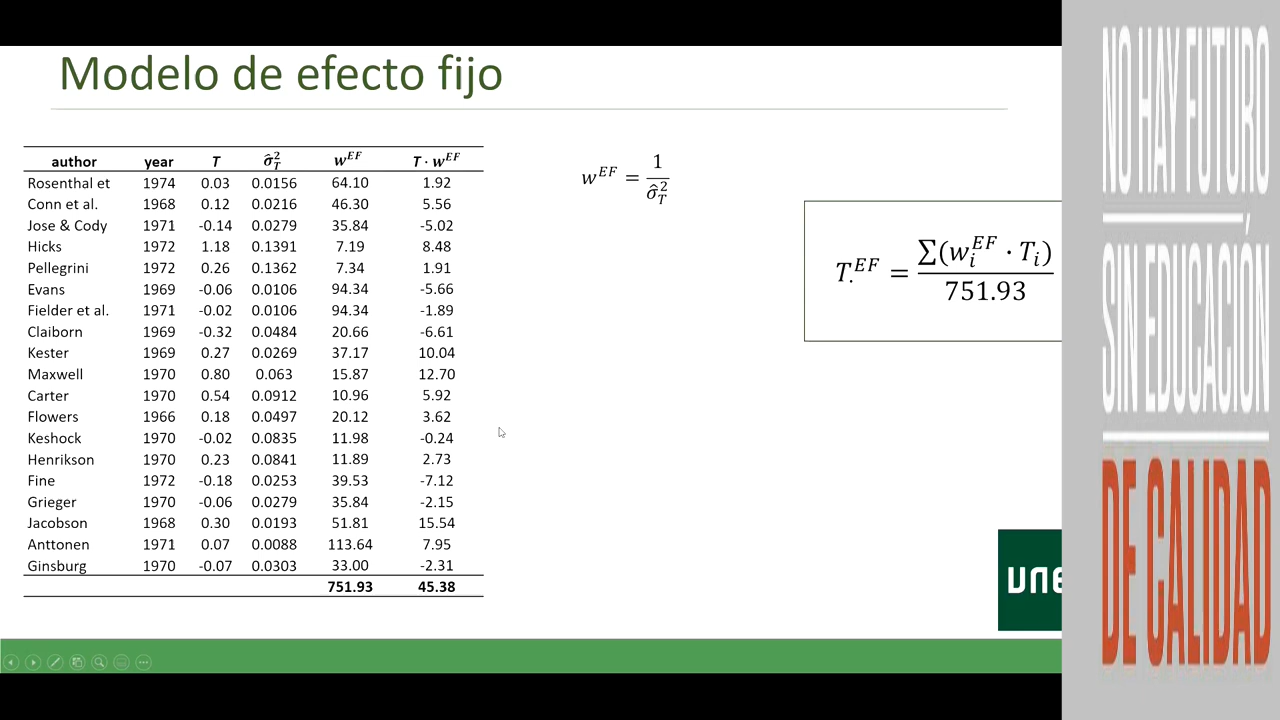 Modelo de efecto fijo
author year T σ̂²_T w^EF T · w^EF
Rosenthal et 1974 0.03 0.0156 64.10 1.92
Conn et al. 1968 0.12 0.0216 46.30 5.56
Jose & Cody 1971 -0.14 0.0279 35.84 -5.02
Hicks 1972 1.18 0.1391 7.19 8.48
Pellegrini 1972 0.26 0.1362 7.34 1.91
Evans 1969 -0.06 0.0106 94.34 -5.66
Fielder et al. 1971 -0.02 0.0106 94.34 -1.89
Claiborn 1969 -0.32 0.0484 20.66 -6.61
Kester 1969 0.27 0.0269 37.17 10.04
Maxwell 1970 0.80 0.063 15.87 12.70
Carter 1970 0.54 0.0912 10.96 5.92
Flowers 1966 0.18 0.0497 20.12 3.62
Keshock 1970 -0.02 0.0835 11.98 -0.24
Henrikson 1970 0.23 0.0841 11.89 2.73
Fine 1972 -0.18 0.0253 39.53 -7.12
Grieger 1970 -0.06 0.0279 35.84 -2.15
Jacobson 1968 0.30 0.0193 51.81 15.54
Anttonen 1971 0.07 0.0088 113.64 7.95
Ginsburg 1970 -0.07 0.0303 33.00 -2.31
751.93 45.38
w^EF = 1 / σ̂²_T
T.^EF = ∑(w_i^EF · T_i) / 751.93
UNE
NO HAY FUTURO
SIN EDUCACIÓN
DE CALIDAD